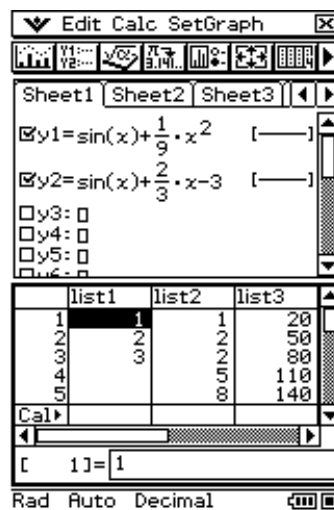 Edit Calc SetGraph
Sheet1 Sheet2 Sheet3
y1=sin(x)+1/9·x^2 [—]
y2=sin(x)+2/3·x-3 [—]
y3:▯
y4:▯
y5:▯
y6:▯
list1 list2 list3
1 1 1 20
2 2 2 50
3 3 2 80
4 5 110
5 8 140
Cal▸
[ 1]=1
Rad Auto Decimal